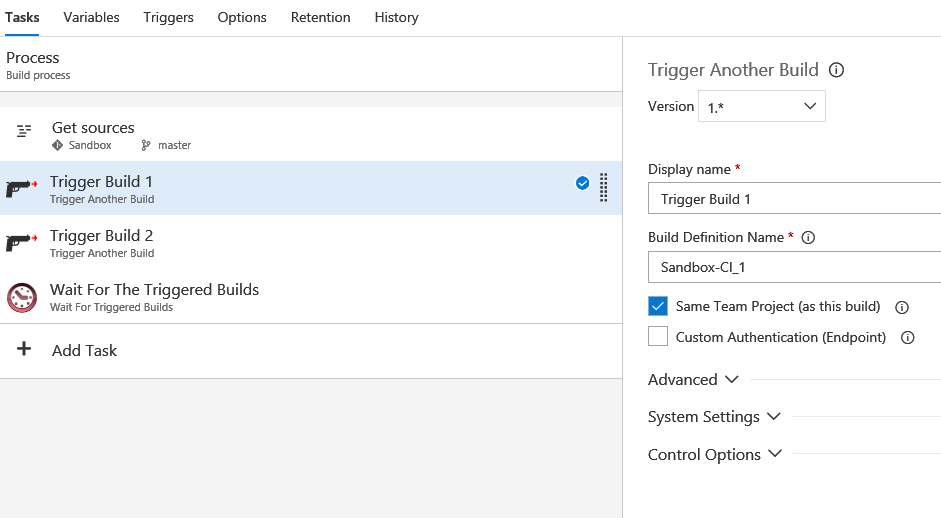 Tasks Variables Triggers Options Retention History
Process
Build process
Get sources
Sandbox master
Trigger Build 1
Trigger Another Build
Trigger Build 2
Trigger Another Build
Wait For The Triggered Builds
Wait For Triggered Builds
Add Task
Trigger Another Build
Version 1.*
Display name *
Trigger Build 1
Build Definition Name *
Sandbox-CI_1
Same Team Project (as this build)
Custom Authentication (Endpoint)
Advanced
System Settings
Control Options